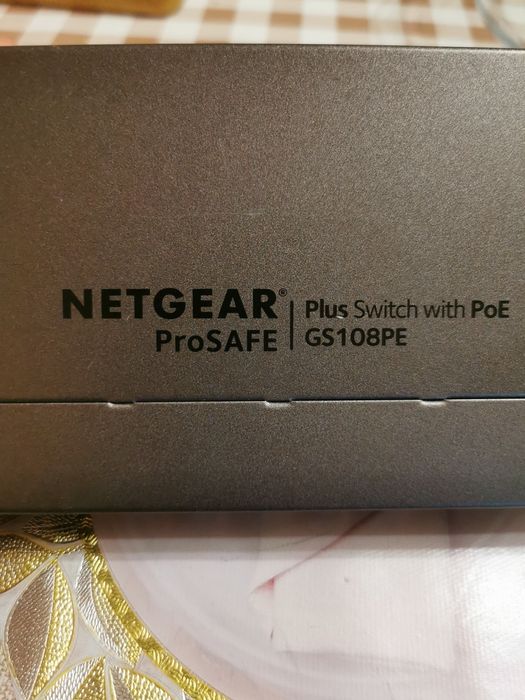 NETGEAR®
ProSAFE
Plus Switch with PoE
GS108PE